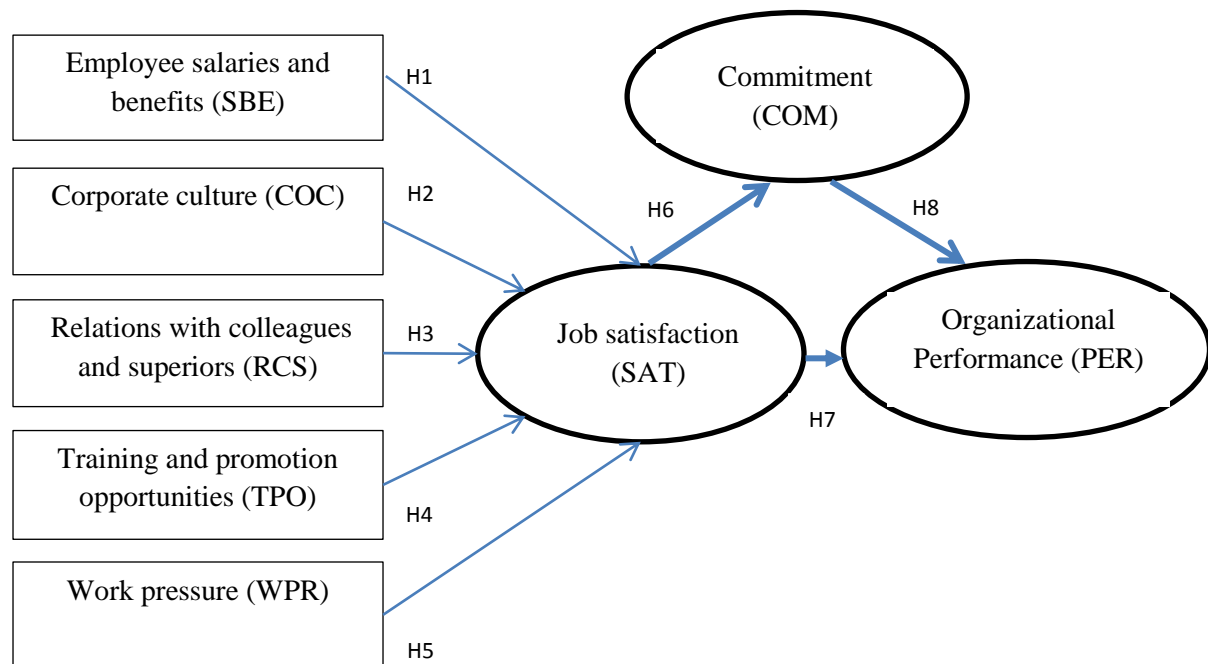 Employee salaries and
benefits (SBE)
H1
Corporate culture (COC)
H2
Relations with colleagues
and superiors (RCS)
H3
Training and promotion
opportunities (TPO)
H4
Work pressure (WPR)
H5
Job satisfaction
(SAT)
H6
Commitment
(COM)
H8
H7
Organizational
Performance (PER)